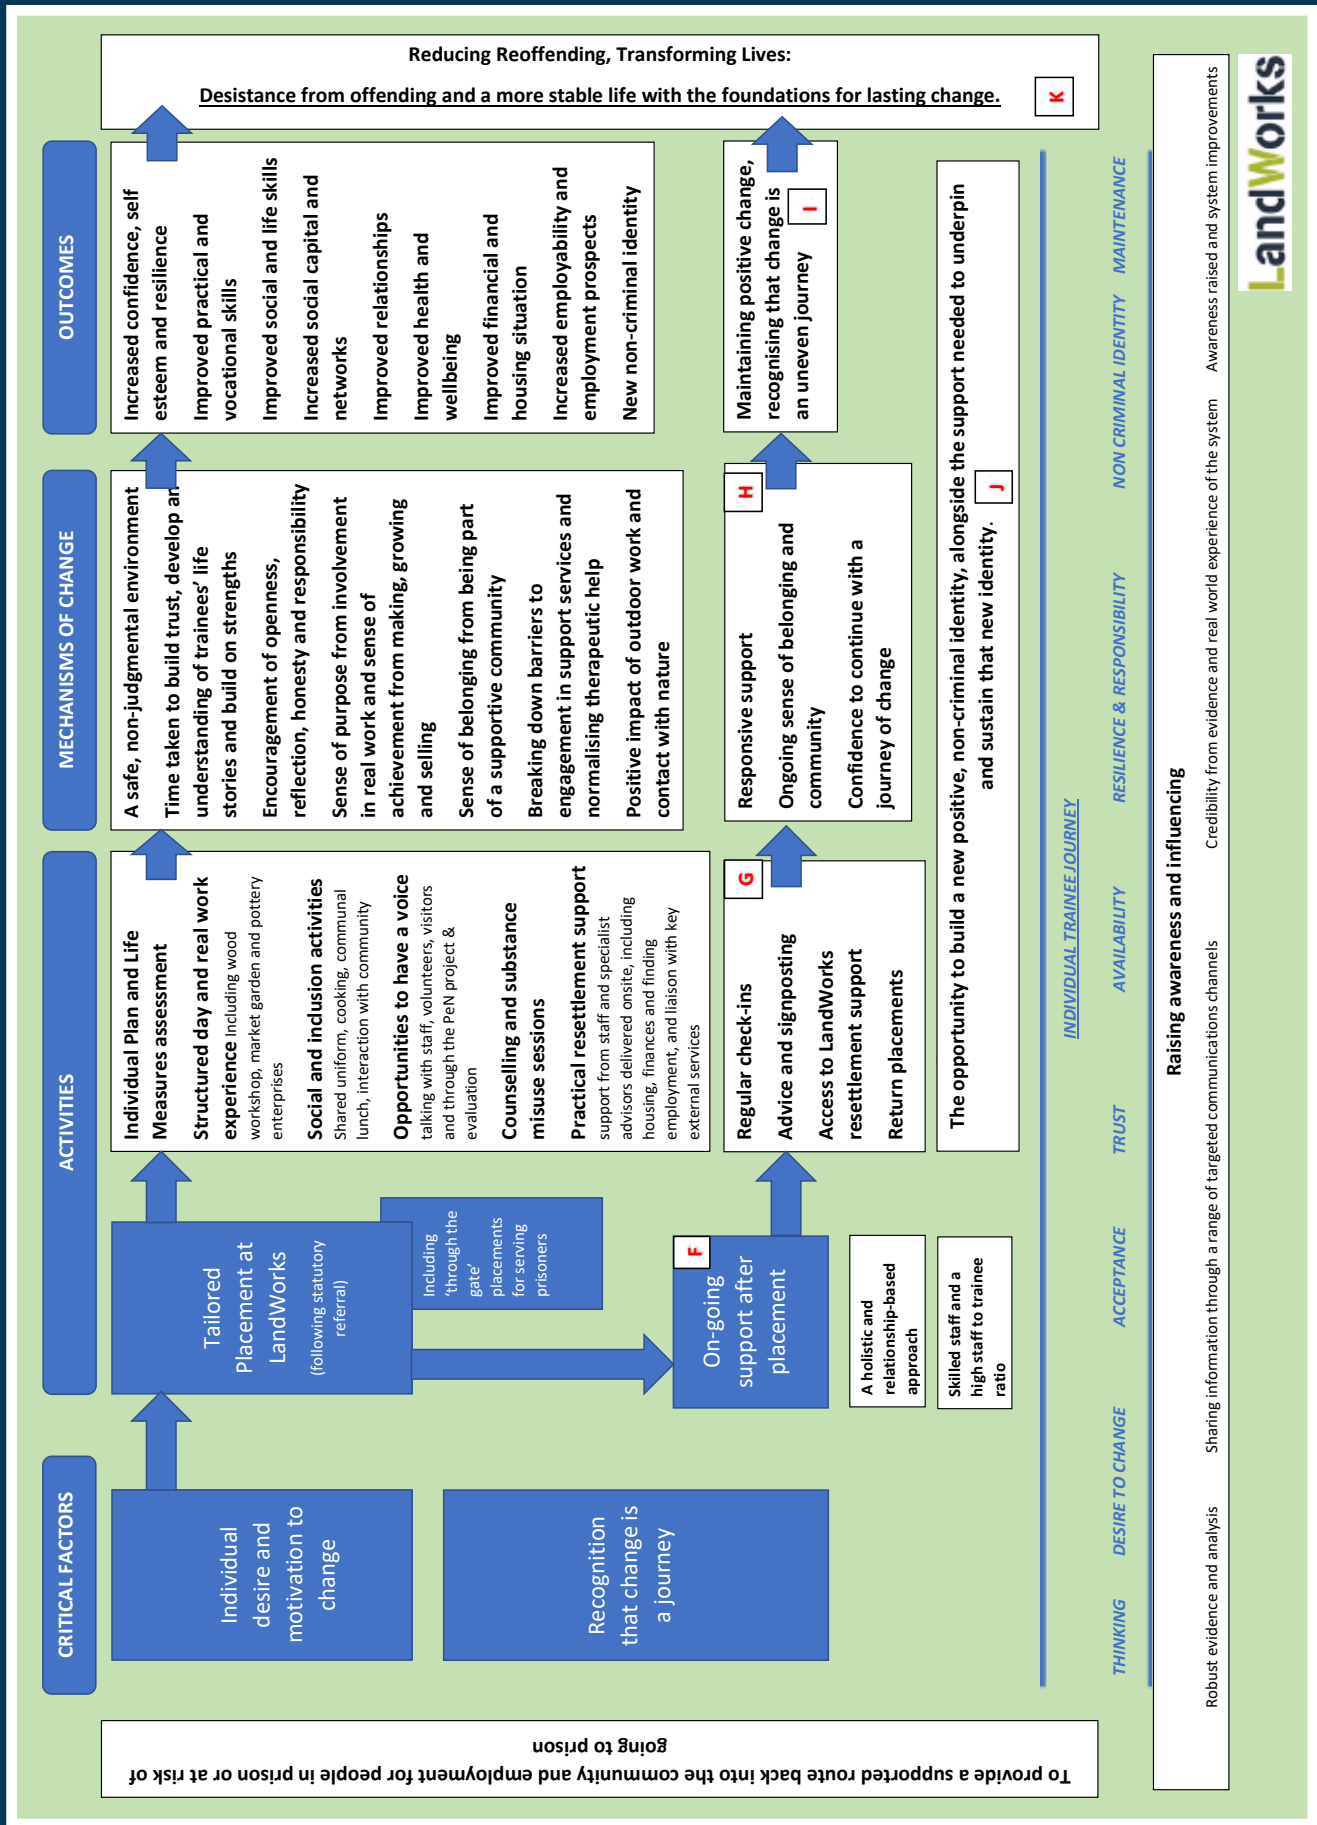 To provide a supported route back into the community and employment for people in prison or at risk of
going to prison
CRITICAL FACTORS
Individual
desire and
motivation to
change
Recognition
that change is
a journey
ACTIVITIES
Tailored
Placement at
LandWorks
(following statutory
referral)
Including
‘through the
gate’
placements
for serving
prisoners
On-going
support after
placement
F
A holistic and
relationship-based
approach
Skilled staff and a
high staff to trainee
ratio
Individual Plan and Life
Measures assessment
Structured day and real work
experience Including wood
workshop, market garden and pottery
enterprises
Social and inclusion activities
Shared uniform, cooking, communal
lunch, interaction with community
Opportunities to have a voice
talking with staff, volunteers, visitors
and through the PeN project &
evaluation
Counselling and substance
misuse sessions
Practical resettlement support
support from staff and specialist
advisors delivered onsite, including
housing, finances and finding
employment, and liaison with key
external services
G
Regular check-ins
Advice and signposting
Access to LandWorks
resettlement support
Return placements
MECHANISMS OF CHANGE
A safe, non-judgmental environment
Time taken to build trust, develop an
understanding of trainees’ life
stories and build on strengths
Encouragement of openness,
reflection, honesty and responsibility
Sense of purpose from involvement
in real work and sense of
achievement from making, growing
and selling
Sense of belonging from being part
of a supportive community
Breaking down barriers to
engagement in support services and
normalising therapeutic help
Positive impact of outdoor work and
contact with nature
H
Responsive support
Ongoing sense of belonging and
community
Confidence to continue with a
journey of change
OUTCOMES
Increased confidence, self
esteem and resilience
Improved practical and
vocational skills
Improved social and life skills
Increased social capital and
networks
Improved relationships
Improved health and
wellbeing
Improved financial and
housing situation
Increased employability and
employment prospects
New non-criminal identity
Maintaining positive change,
recognising that change is
an uneven journey
I
The opportunity to build a new positive, non-criminal identity, alongside the support needed to underpin
and sustain that new identity.
J
Reducing Reoffending, Transforming Lives:
Desistance from offending and a more stable life with the foundations for lasting change.
K
INDIVIDUAL TRAINEE JOURNEY
THINKING DESIRE TO CHANGE ACCEPTANCE TRUST AVAILABILITY RESILIENCE & RESPONSIBILITY NON CRIMINAL IDENTITY MAINTENANCE
Raising awareness and influencing
Robust evidence and analysis Sharing information through a range of targeted communications channels Credibility from evidence and real world experience of the system Awareness raised and system improvements
LandWorks